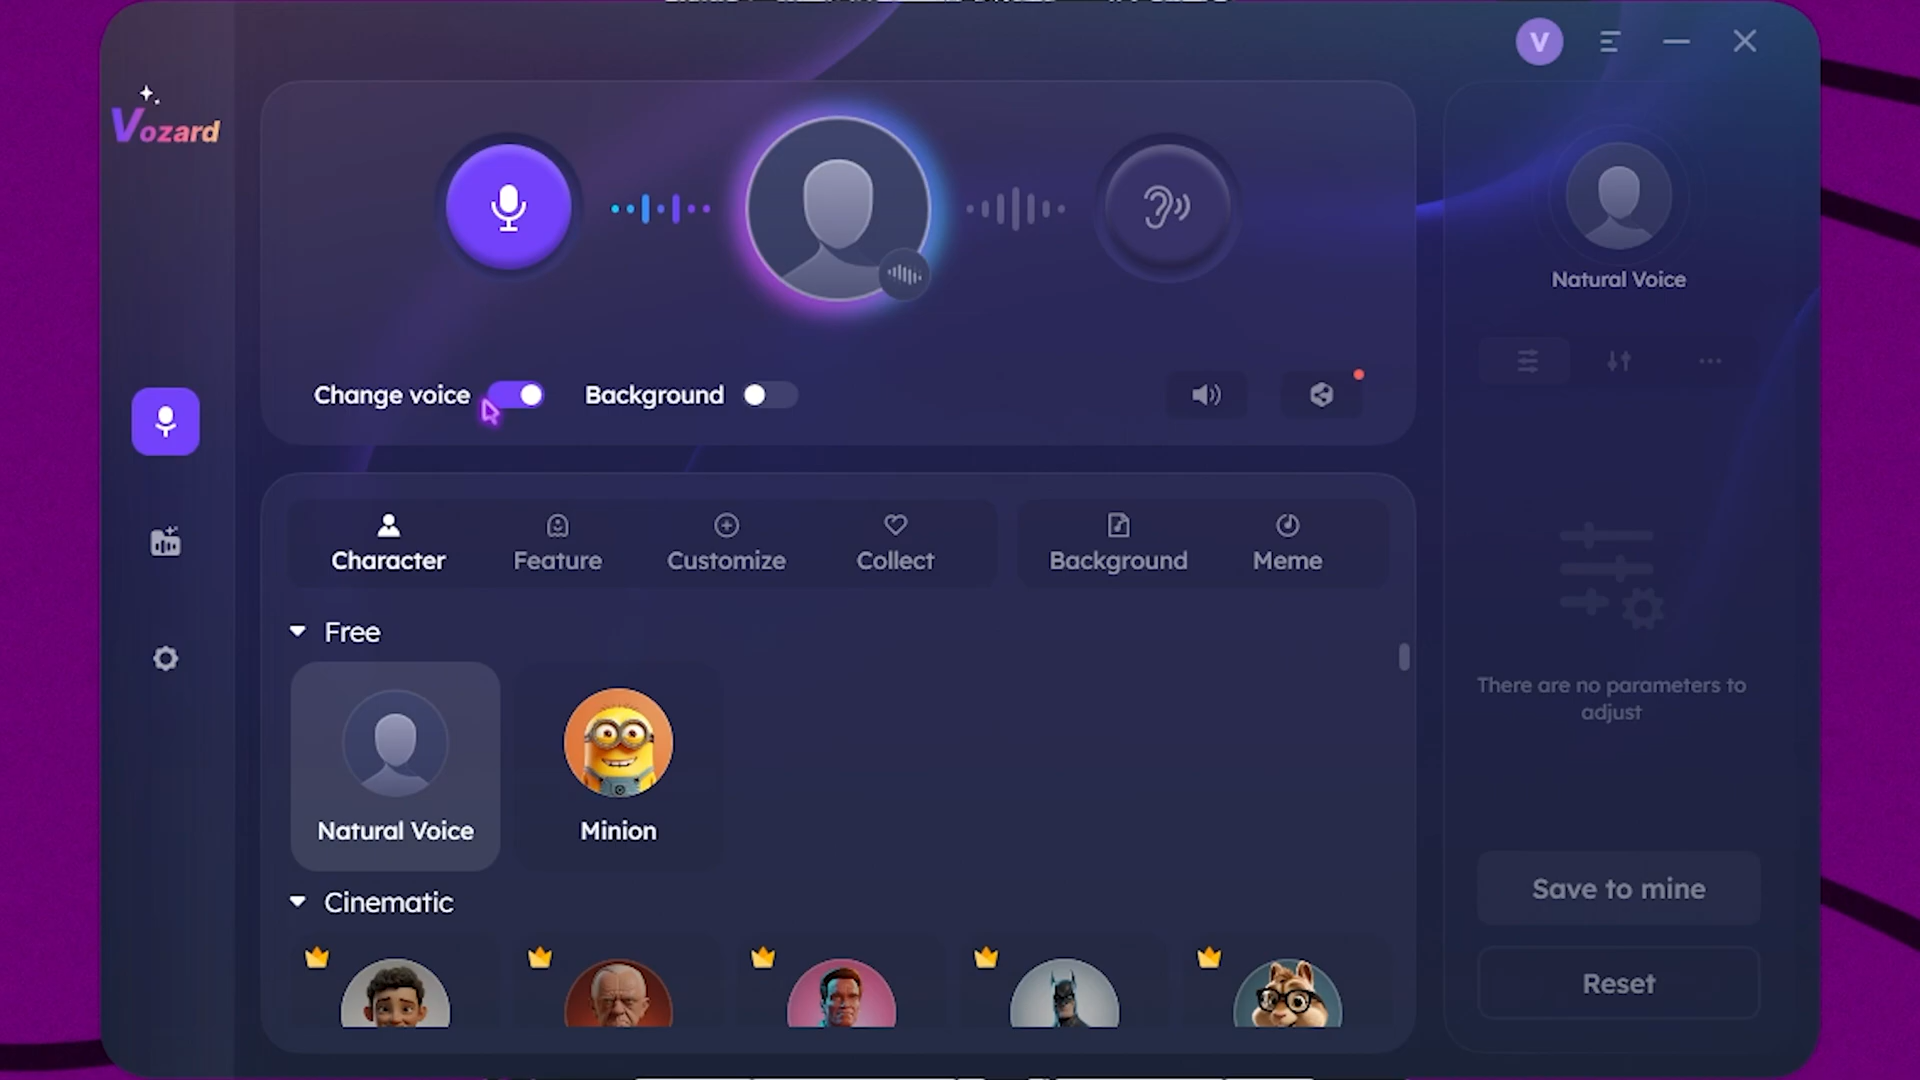 V
Vozard
Natural Voice
Change voice
Background
Character
Feature
Customize
Collect
Background
Meme
Free
Natural Voice
Minion
There are no parameters to
adjust
Cinematic
Save to mine
Reset